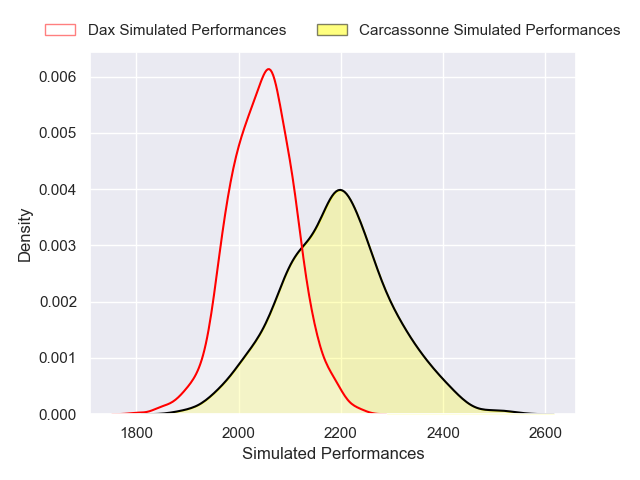 Dax Simulated Performances Carcassonne Simulated Performances
0.006
0.005
0.004
0.003
0.002
0.001
0.000
Density
1800 2000 2200 2400 2600
Simulated Performances